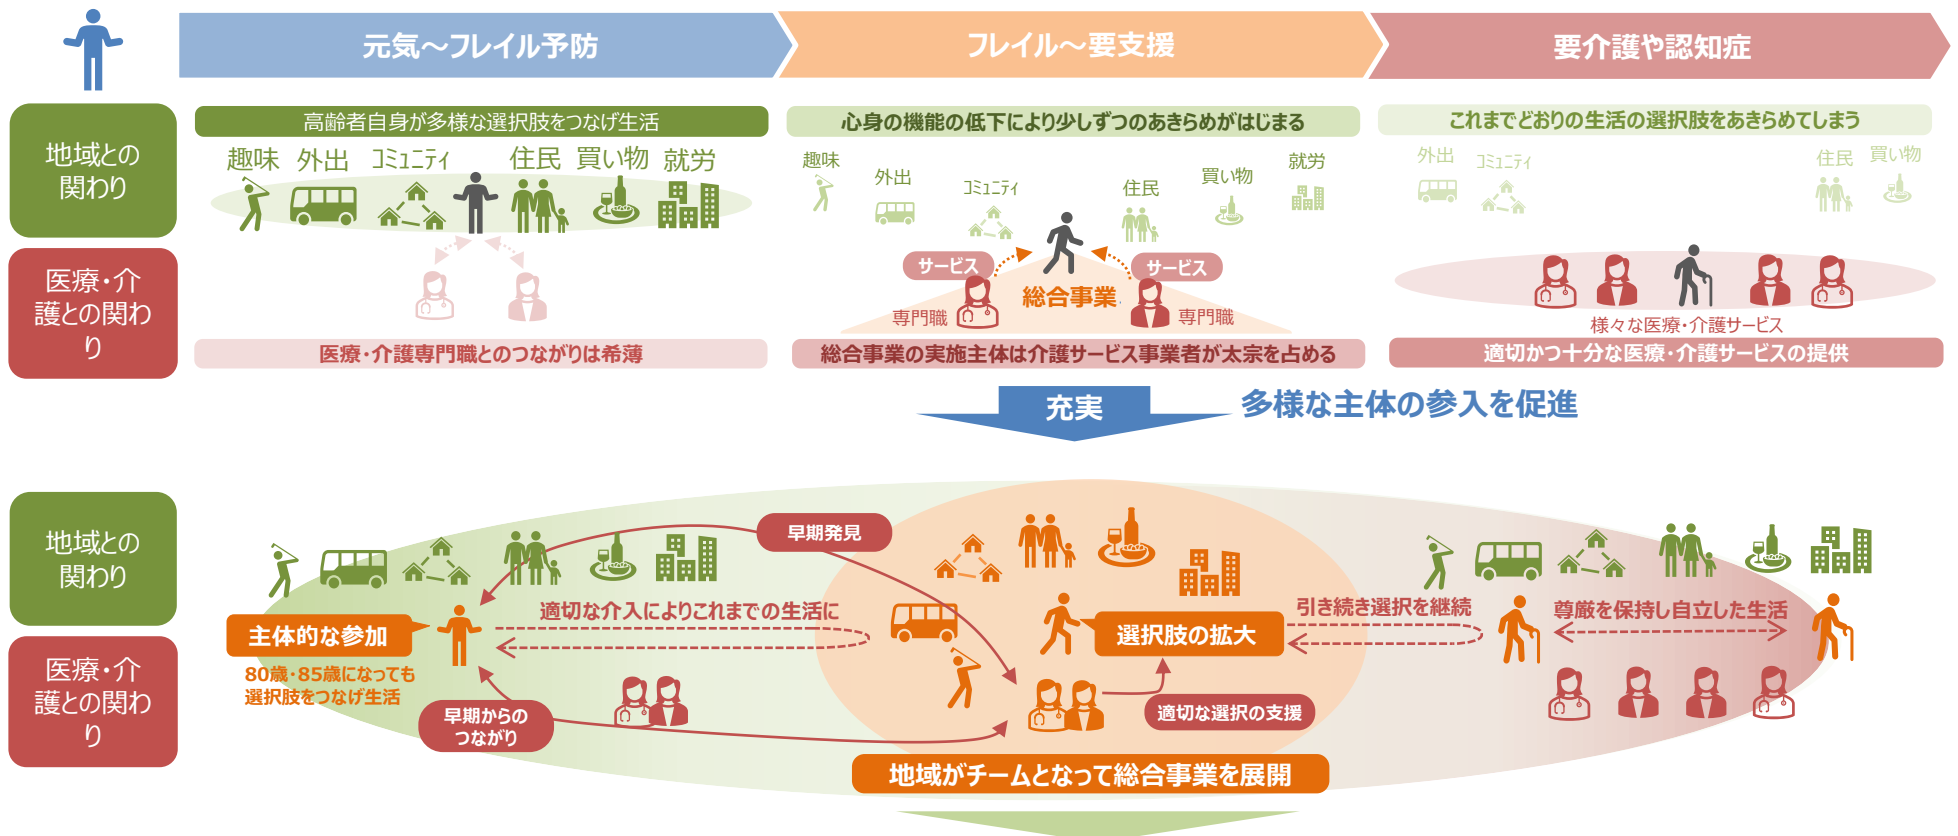 元気～フレイル予防
フレイル～要支援
要介護や認知症
地域との
関わり
高齢者自身が多様な選択肢をつなげ生活
趣味 外出 コミュニティ 住民 買い物 就労
心身の機能の低下により少しずつのあきらめがはじまる
趣味
外出
コミュニティ
住民
買い物
就労
これまでどおりの生活の選択肢をあきらめてしまう
外出
コミュニティ
住民
買い物
医療・介
護との関わ
り
医療・介護専門職とのつながりは希薄
サービス
サービス
総合事業
専門職
専門職
総合事業の実施主体は介護サービス事業者が太宗を占める
様々な医療・介護サービス
適切かつ十分な医療・介護サービスの提供
充実
多様な主体の参入を促進
地域との
関わり
医療・介
護との関わ
り
早期発見
主体的な参加
80歳・85歳になっても
選択肢をつなげ生活
適切な介入によりこれまでの生活に
選択肢の拡大
引き続き選択を継続
尊厳を保持し自立した生活
早期からの
つながり
適切な選択の支援
地域がチームとなって総合事業を展開